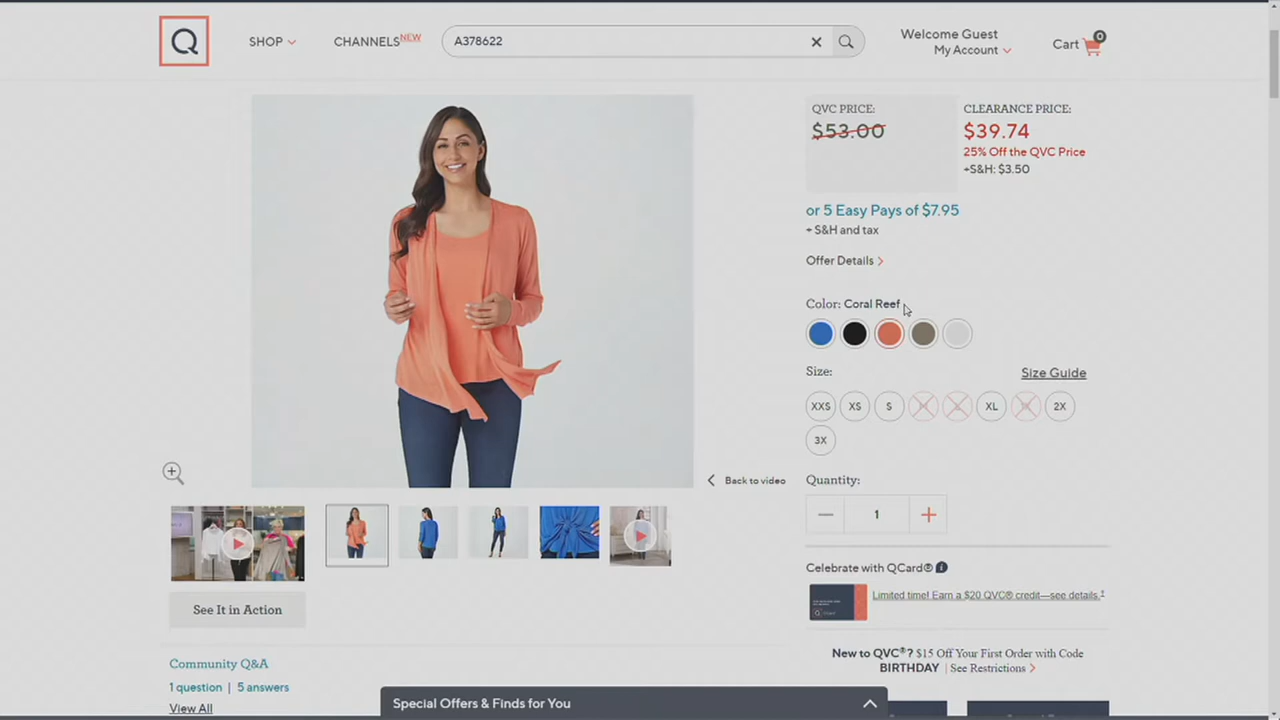 Q
SHOP
CHANNELS NEW
A378622
Welcome Guest
My Account
Cart
0
QVC PRICE:
$53.00
CLEARANCE PRICE:
$39.74
25% Off the QVC Price
+S&H: $3.50
or 5 Easy Pays of $7.95
+ S&H and tax
Offer Details
Color: Coral Reef
Size:
Size Guide
XXS XS S XL 2X
3X
Back to video
Quantity:
1
Celebrate with QCard®
Limited time! Earn a $20 QVC® credit—see details.¹
See It in Action
New to QVC®? $15 Off Your First Order with Code
BIRTHDAY | See Restrictions
Community Q&A
1 question | 5 answers
View All
Special Offers & Finds for You